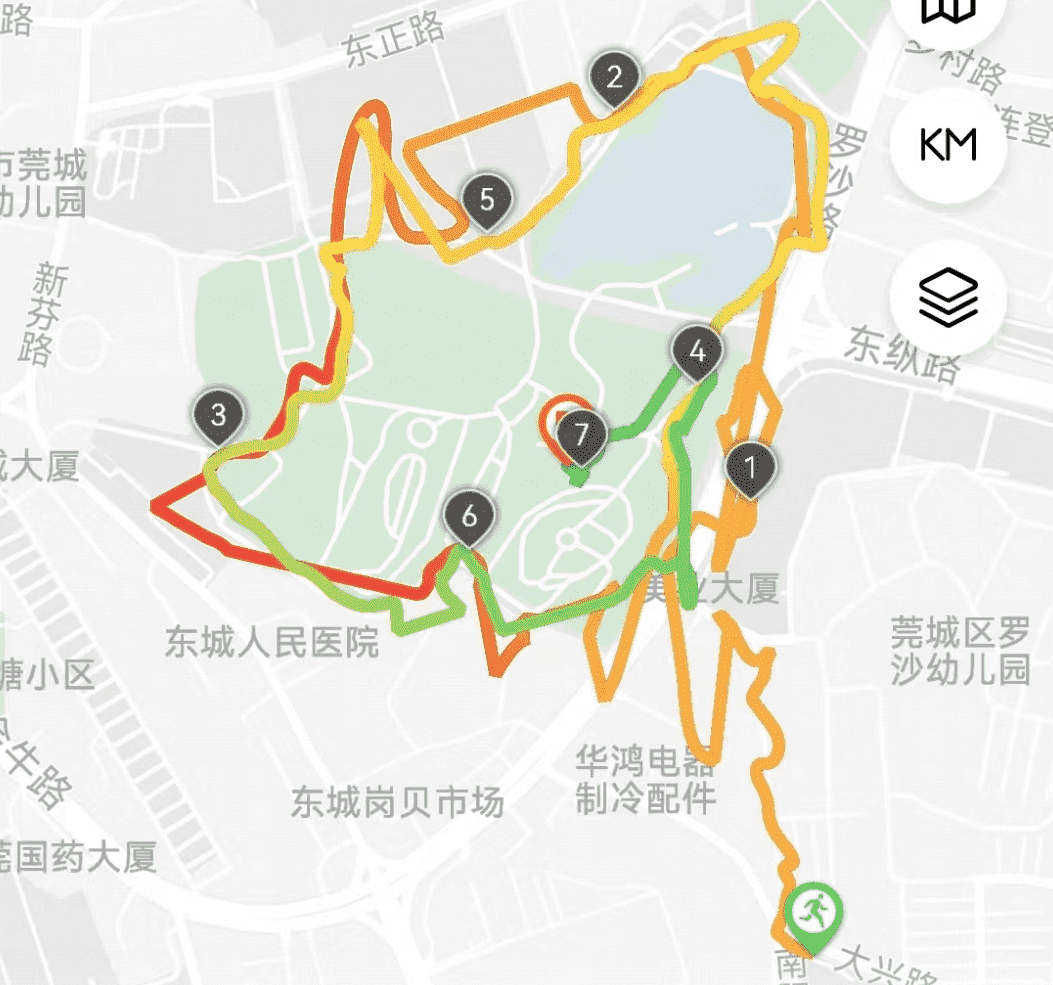 路
东正路
2
乡村路
KM
连登
罗沙路
市莞城
幼儿园
5
新芬路
4
东纵路
3
7
1
城大厦
6
美业大厦
莞城区罗
沙幼儿园
东城人民医院
塘小区
牛路
华鸿电器
制冷配件
东城岗贝市场
莞国药大厦
南
大兴路